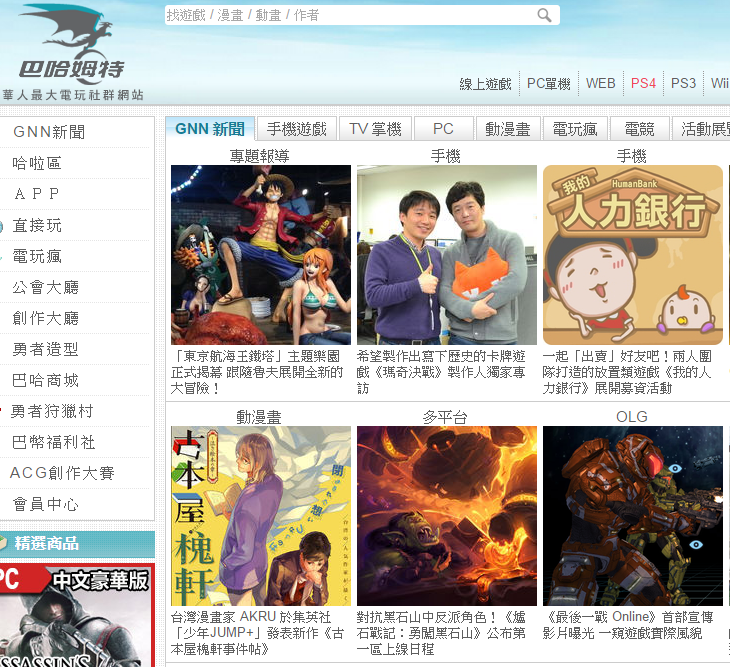 找遊戲 / 漫畫 / 動畫 / 作者
巴哈姆特
華人最大電玩社群網站
線上遊戲 PC單機 WEB PS4 PS3 Wii
GNN新聞
哈啦區
ＡＰＰ
直接玩
電玩瘋
公會大廳
創作大廳
勇者造型
巴哈商城
勇者狩獵村
巴幣福利社
ACG創作大賽
會員中心
精選商品
PC 中文豪華版
ASSASSIN'S
GNN 新聞 手機遊戲 TV 掌機 PC 動漫畫 電玩瘋 電競 活動展覽
專題報導
「東京航海王鐵塔」主題樂園
正式揭幕 跟隨魯夫展開全新的
大冒險！
手機
希望製作出寫下歷史的卡牌遊
戲《瑪奇決戰》製作人獨家專
訪
手機
我的
HumanBank
人力銀行
一起「出賣」好友吧！兩人團
隊打造的放置類遊戲《我的人
力銀行》展開募資活動
動漫畫
古本屋槐軒
台灣漫畫家 AKRU 於集英社
「少年JUMP+」發表新作《古
本屋槐軒事件帖》
多平台
對抗黑石山中反派角色！《爐
石戰記：勇闖黑石山》公布第
一區上線日程
OLG
《最後一戰 Online》首部宣傳
影片曝光 一窺遊戲實際風貌